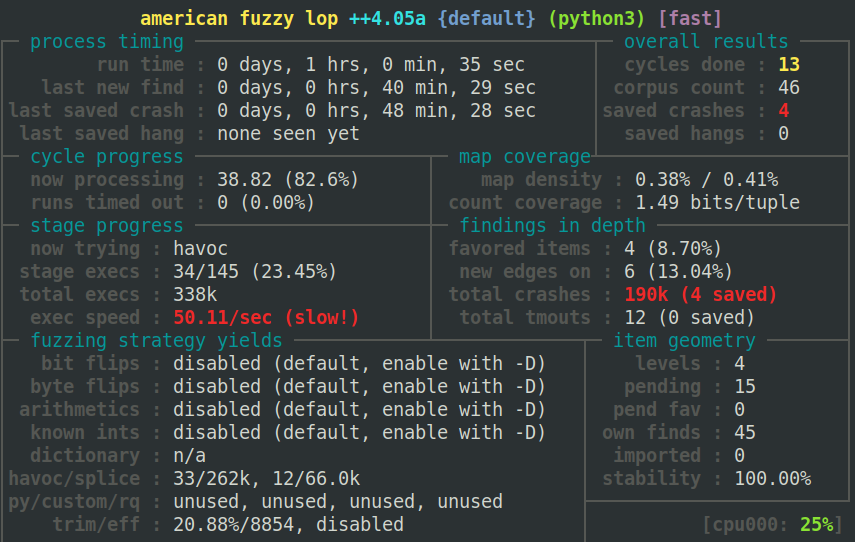 american fuzzy lop ++4.05a {default} (python3) [fast]
process timing overall results
run time : 0 days, 1 hrs, 0 min, 35 sec cycles done : 13
last new find : 0 days, 0 hrs, 40 min, 29 sec corpus count : 46
last saved crash : 0 days, 0 hrs, 48 min, 28 sec saved crashes : 4
last saved hang : none seen yet saved hangs : 0
cycle progress map coverage
now processing : 38.82 (82.6%) map density : 0.38% / 0.41%
runs timed out : 0 (0.00%) count coverage : 1.49 bits/tuple
stage progress findings in depth
now trying : havoc favored items : 4 (8.70%)
stage execs : 34/145 (23.45%) new edges on : 6 (13.04%)
total execs : 338k total crashes : 190k (4 saved)
exec speed : 50.11/sec (slow!) total tmouts : 12 (0 saved)
fuzzing strategy yields item geometry
bit flips : disabled (default, enable with -D) levels : 4
byte flips : disabled (default, enable with -D) pending : 15
arithmetics : disabled (default, enable with -D) pend fav : 0
known ints : disabled (default, enable with -D) own finds : 45
dictionary : n/a imported : 0
havoc/splice : 33/262k, 12/66.0k stability : 100.00%
py/custom/rq : unused, unused, unused, unused
trim/eff : 20.88%/8854, disabled [cpu000: 25%]